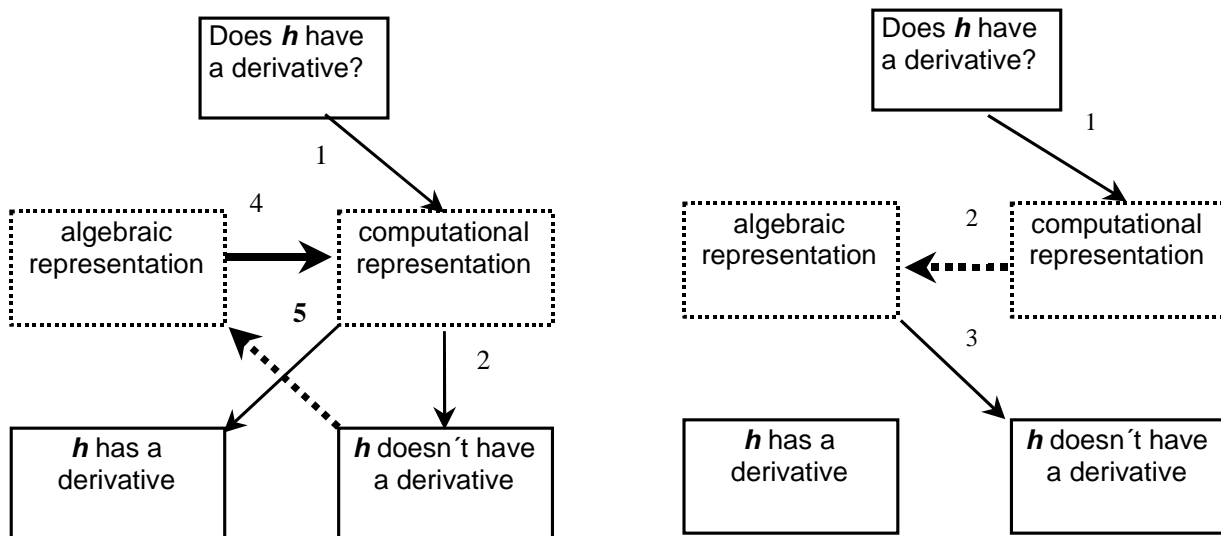 Does h have
a derivative?
1
4
algebraic
representation
computational
representation
5
2
h has a
derivative
h doesn´t have
a derivative
Does h have
a derivative?
1
algebraic
representation
2
computational
representation
3
h has a
derivative
h doesn´t have
a derivative